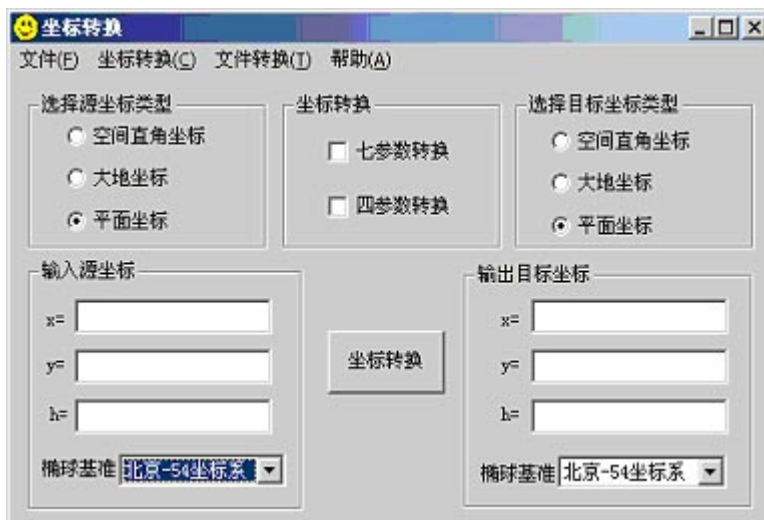 坐标转换
文件(F) 坐标转换(C) 文件转换(T) 帮助(A)
选择源坐标类型
空间直角坐标
大地坐标
平面坐标
坐标转换
七参数转换
四参数转换
选择目标坐标类型
空间直角坐标
大地坐标
平面坐标
输入源坐标
x=
y=
h=
椭球基准 北京-54坐标系
坐标转换
输出目标坐标
x=
y=
h=
椭球基准 北京-54坐标系